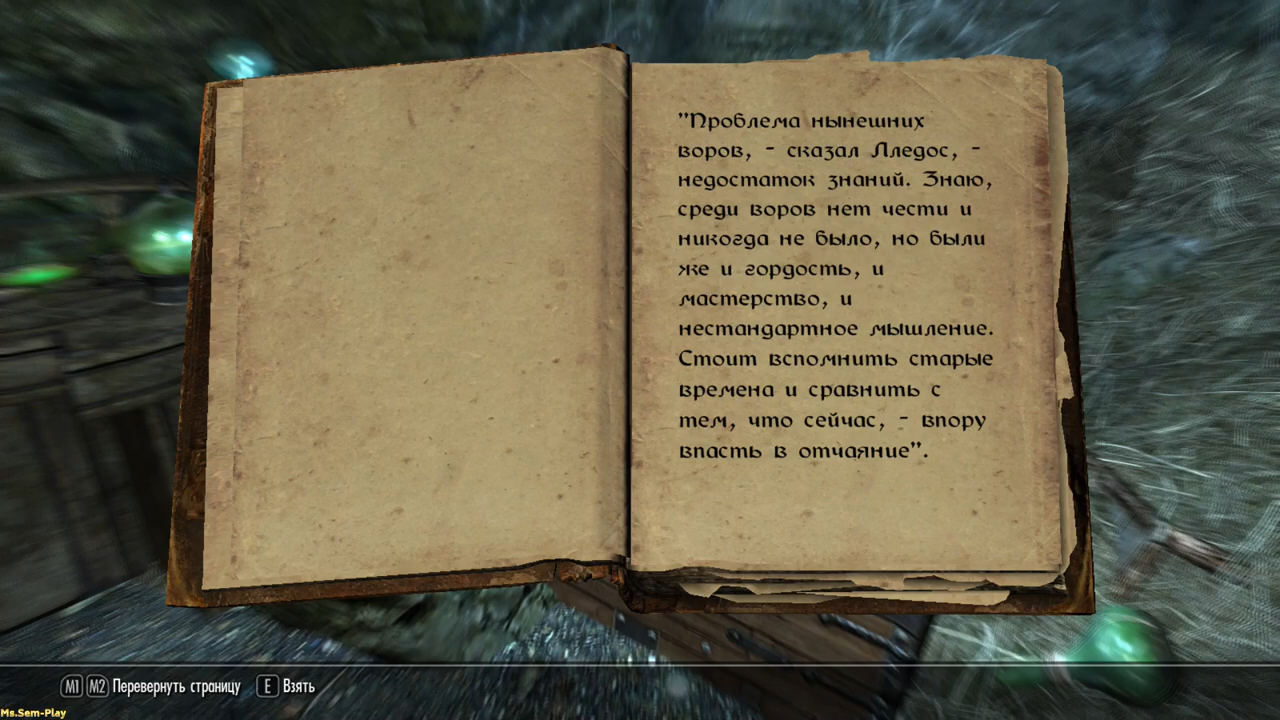 "Проблема нынешних
воров, - сказал Лледос, -
недостаток знаний. Знаю,
среди воров нет чести и
никогда не было, но были
же и гордость, и
мастерство, и
нестандартное мышление.
Стоит вспомнить старые
времена и сравнить с
тем, что сейчас, - впору
впасть в отчаяние".
M1 M2 Перевернуть страницу E Взять
Ms.Sem-Play